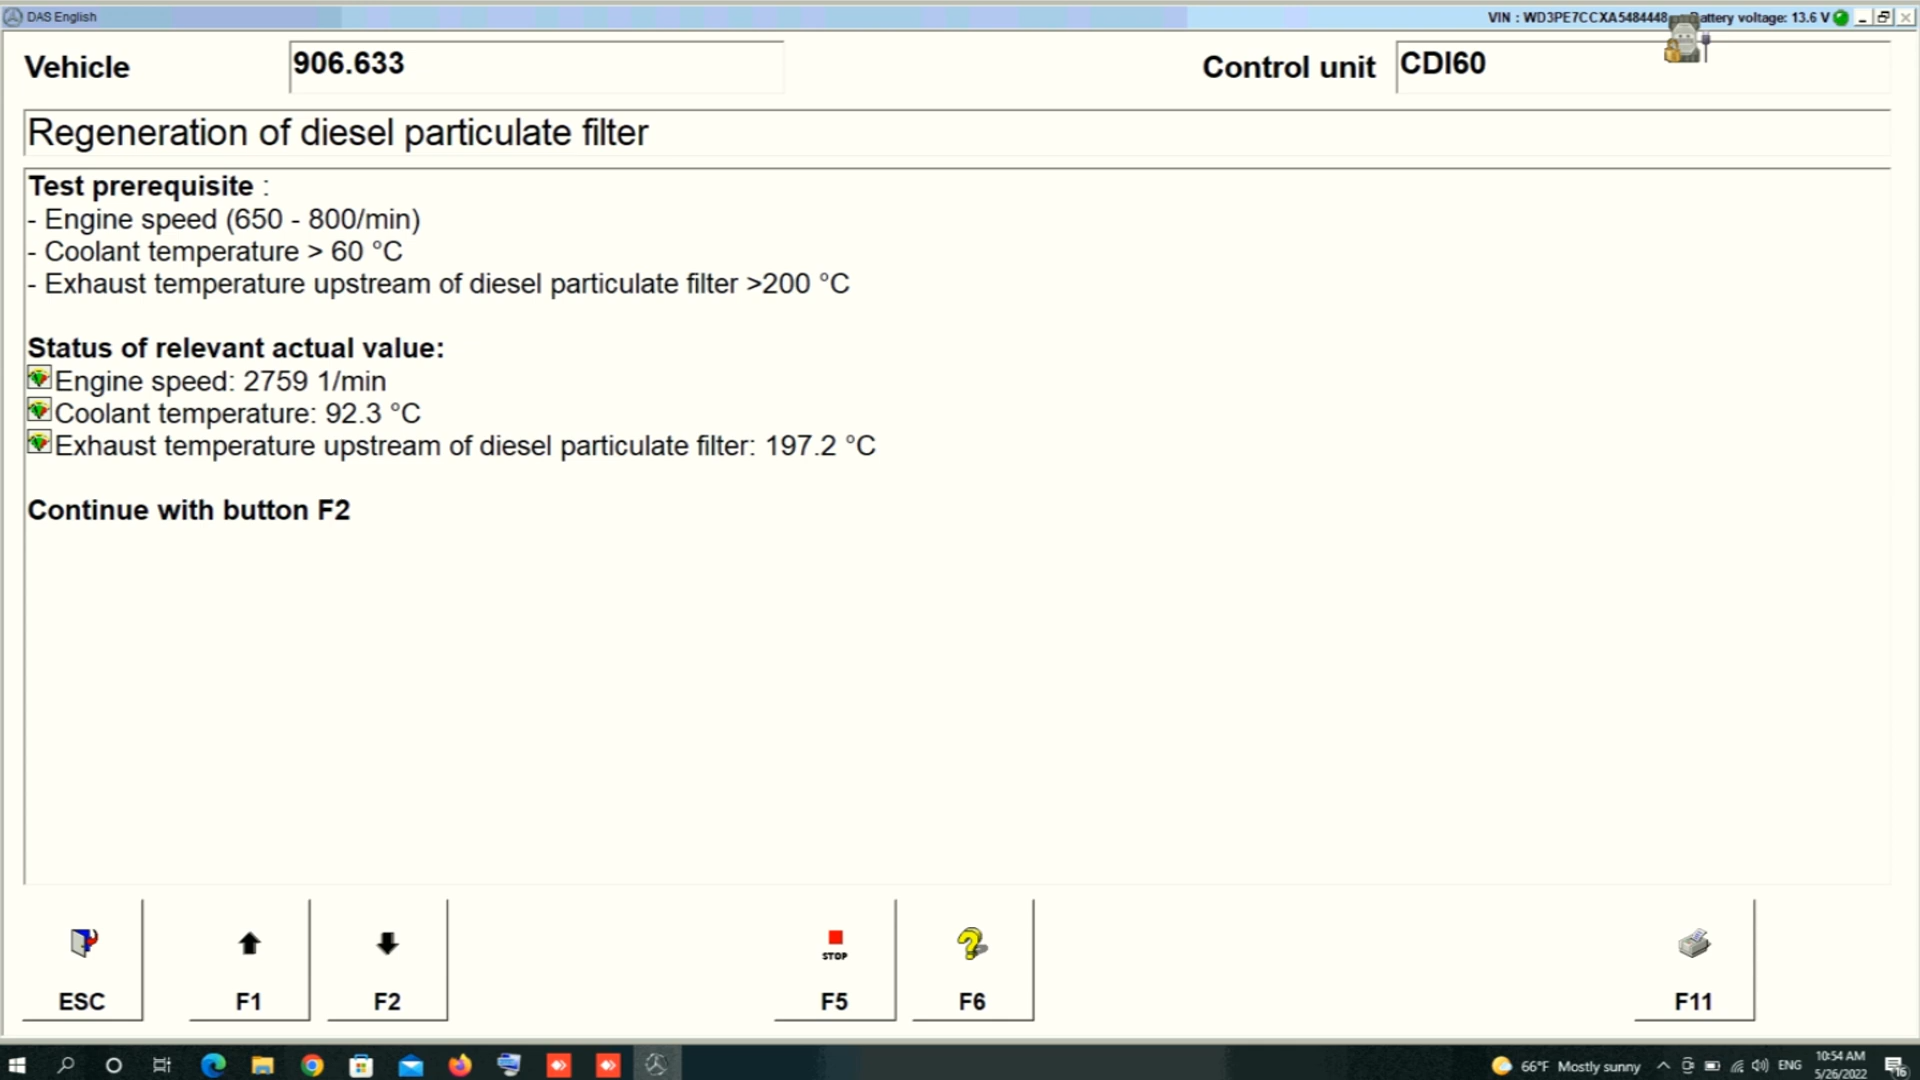 DAS English
VIN : WD3PE7CCXA5484448
attery voltage: 13.6 V
Vehicle
906.633
Control unit
CDI60
Regeneration of diesel particulate filter
Test prerequisite :
- Engine speed (650 - 800/min)
- Coolant temperature > 60 °C
- Exhaust temperature upstream of diesel particulate filter >200 °C
Status of relevant actual value:
Engine speed: 2759 1/min
Coolant temperature: 92.3 °C
Exhaust temperature upstream of diesel particulate filter: 197.2 °C
Continue with button F2
STOP
ESC
F1
F2
F5
F6
F11
66°F Mostly sunny
ENG
10:54 AM
5/26/2022
16